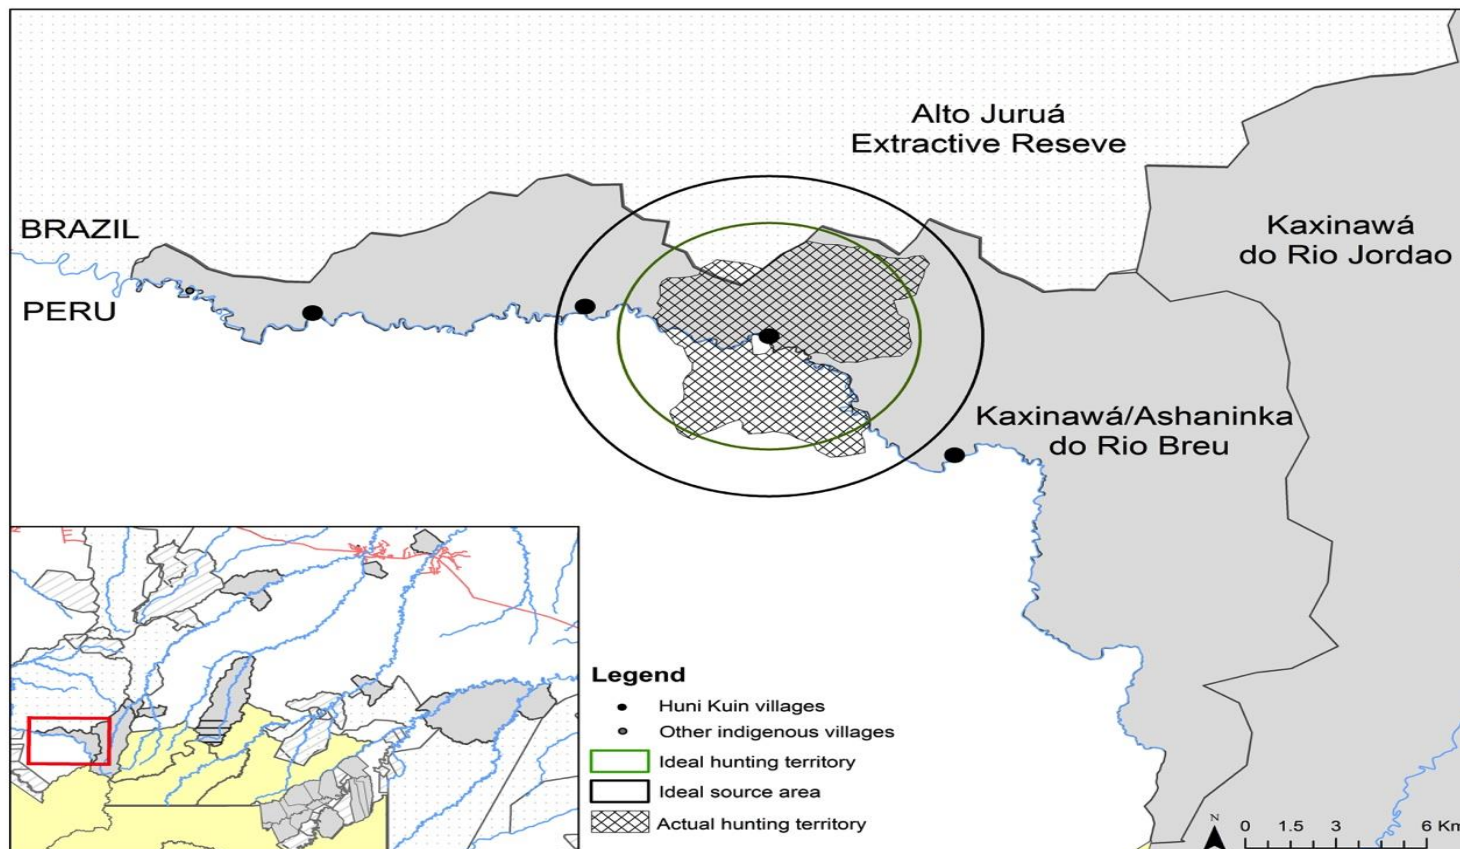 Alto Juruá
Extractive Reseve
BRAZIL
PERU
Kaxinawá
do Rio Jordao
Kaxinawá/Ashaninka
do Rio Breu
Legend
Huni Kuin villages
Other indigenous villages
Ideal hunting territory
Ideal source area
Actual hunting territory
N
0 1.5 3 6 Km